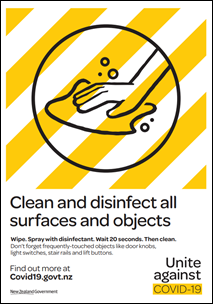 Clean and disinfect all
surfaces and objects
Wipe. Spray with disinfectant. Wait 20 seconds. Then clean.
Don't forget frequently-touched objects like door knobs,
light switches, stair rails and lift buttons.
Find out more at
Covid19.govt.nz
New Zealand Government
Unite
against
COVID-19